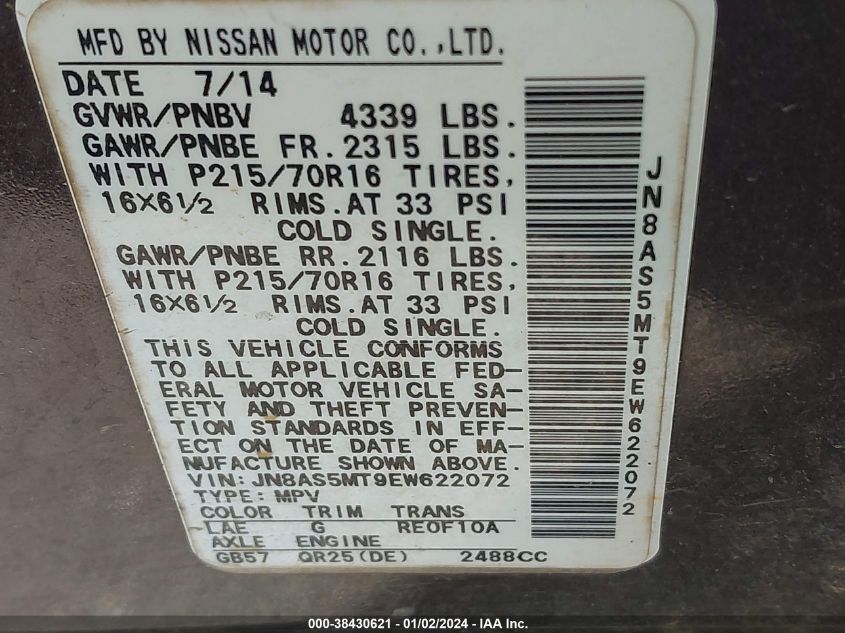 MFD BY NISSAN MOTOR CO.,LTD.
DATE 7/14
GVWR/PNBV 4339 LBS.
GAWR/PNBE FR. 2315 LBS.
WITH P215/70R16 TIRES,
16X6½ RIMS. AT 33 PSI
COLD SINGLE.
GAWR/PNBE RR. 2116 LBS.
WITH P215/70R16 TIRES,
16X6½ RIMS. AT 33 PSI
COLD SINGLE.
THIS VEHICLE CONFORMS
TO ALL APPLICABLE FED-
ERAL MOTOR VEHICLE SA-
FETY AND THEFT PREVEN-
TION STANDARDS IN EFF-
ECT ON THE DATE OF MA-
NUFACTURE SHOWN ABOVE.
VIN: JN8AS5MT9EW622072
TYPE: MPV
COLOR TRIM TRANS
LAE G RE0F10A
AXLE ENGINE
GB57 QR25(DE) 2488CC
JN8AS5MT9EW622072
000-38430621 - 01/02/2024 - IAA Inc.